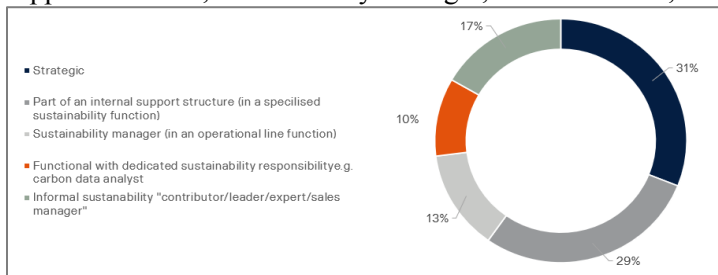 Strategic
Part of an internal support structure (in a specilised
sustainability function)
Sustainability manager (in an operational line function)
Functional with dedicated sustainability responsibilitye.g.
carbon data analyst
Informal sustanability "contributor/leader/expert/sales
manager"
17%
31%
10%
13%
29%